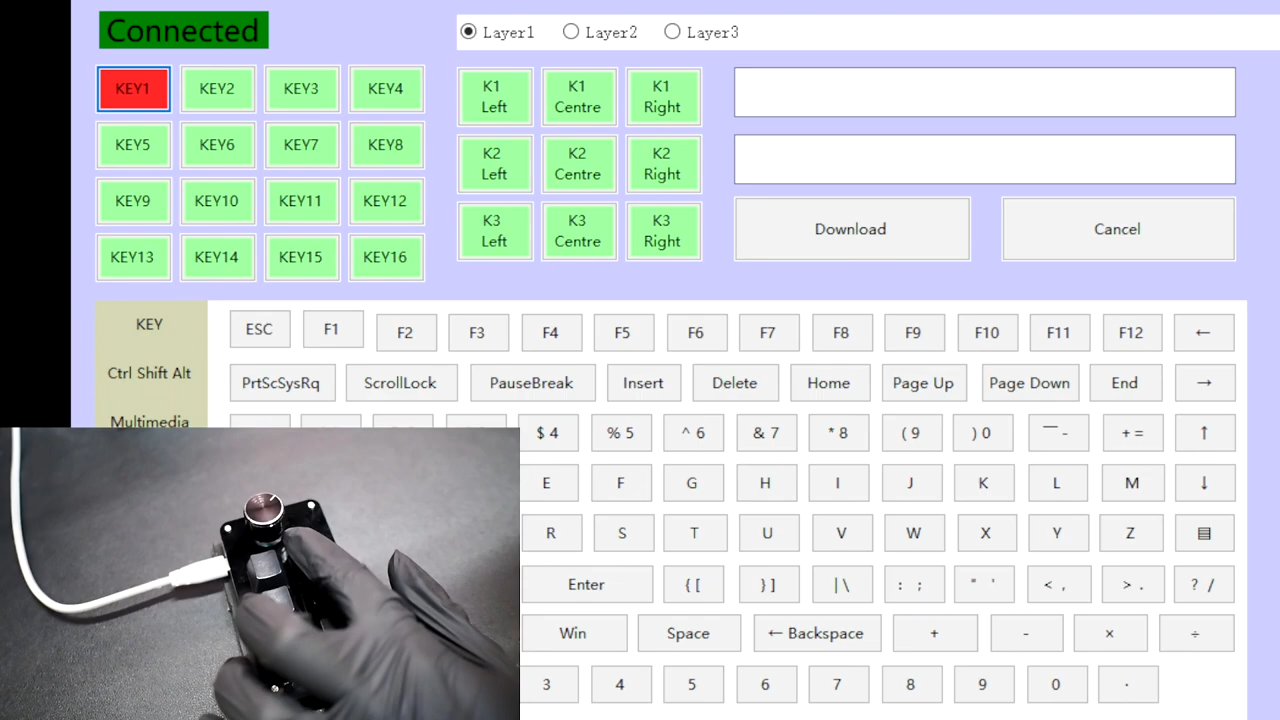 Connected
Layer1 Layer2 Layer3
KEY1 KEY2 KEY3 KEY4
KEY5 KEY6 KEY7 KEY8
KEY9 KEY10 KEY11 KEY12
KEY13 KEY14 KEY15 KEY16
K1 Left
K1 Centre
K1 Right
K2 Left
K2 Centre
K2 Right
K3 Left
K3 Centre
K3 Right
Download Cancel
KEY
Ctrl Shift Alt
Multimedia
ESC F1 F2 F3 F4 F5 F6 F7 F8 F9 F10 F11 F12 ←
PrtScSysRq ScrollLock PauseBreak Insert Delete Home Page Up Page Down End →
$ 4 % 5 ^ 6 & 7 * 8 ( 9 ) 0 — - + = ↑
E F G H I J K L M ↓
R S T U V W X Y Z ▤
Enter { [ } ] | \ : ; " ' < , > . ? /
Win Space ← Backspace + - × ÷
3 4 5 6 7 8 9 0 .